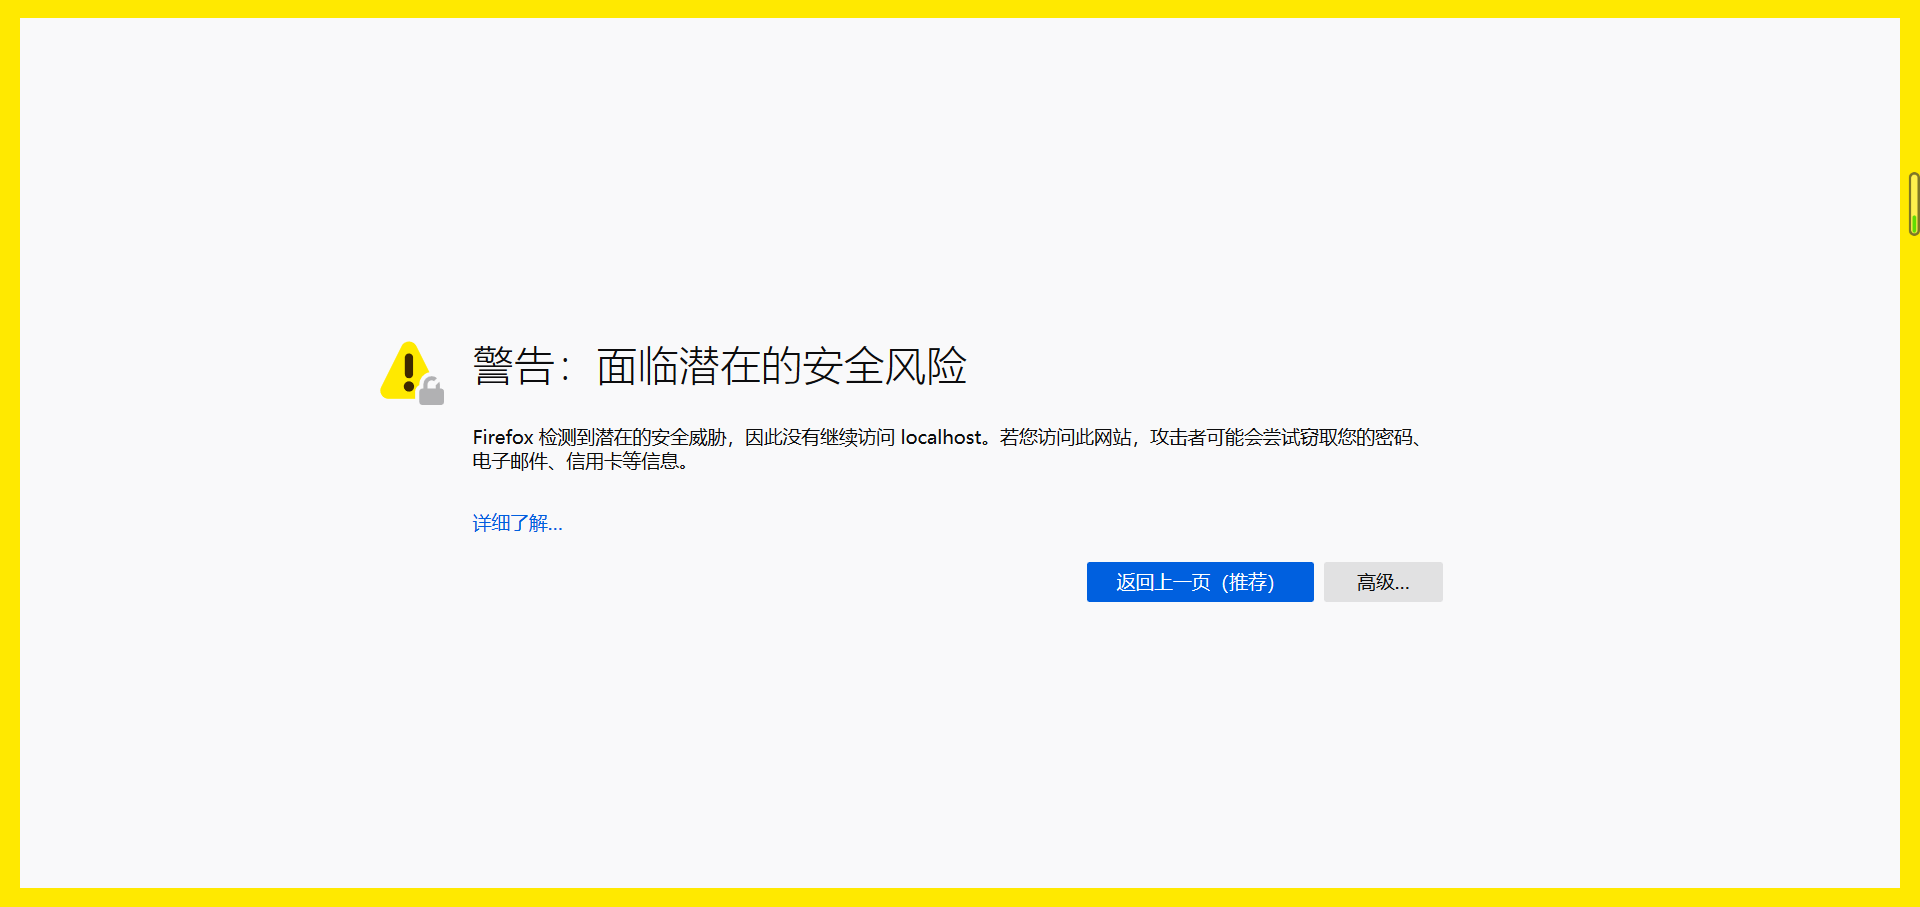 警告：面临潜在的安全风险
Firefox 检测到潜在的安全威胁，因此没有继续访问 localhost。若您访问此网站，攻击者可能会尝试窃取您的密码、
电子邮件、信用卡等信息。
详细了解...
返回上一页（推荐）
高级...